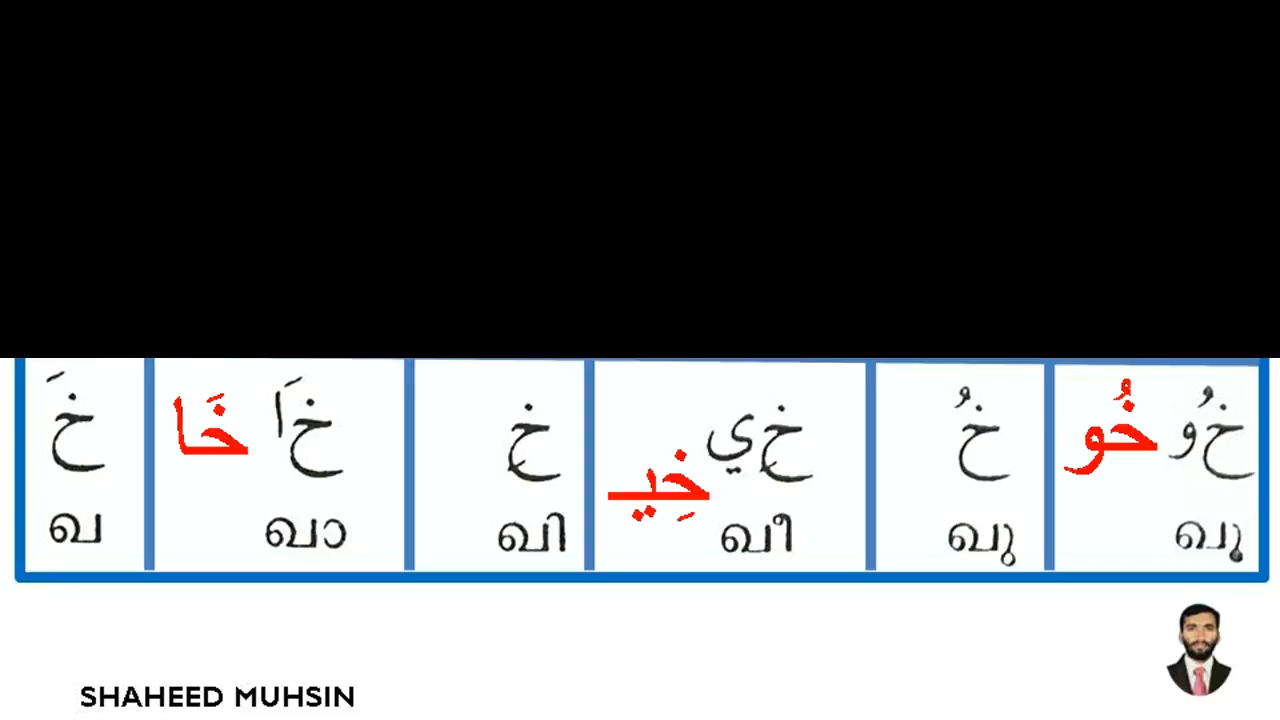 خَ خَا خَ ا خِ خِ ي خِيـ خُ خُو خُ و
ഖ ഖാ ഖി ഖീ ഖു ഖൂ
SHAHEED MUHSIN